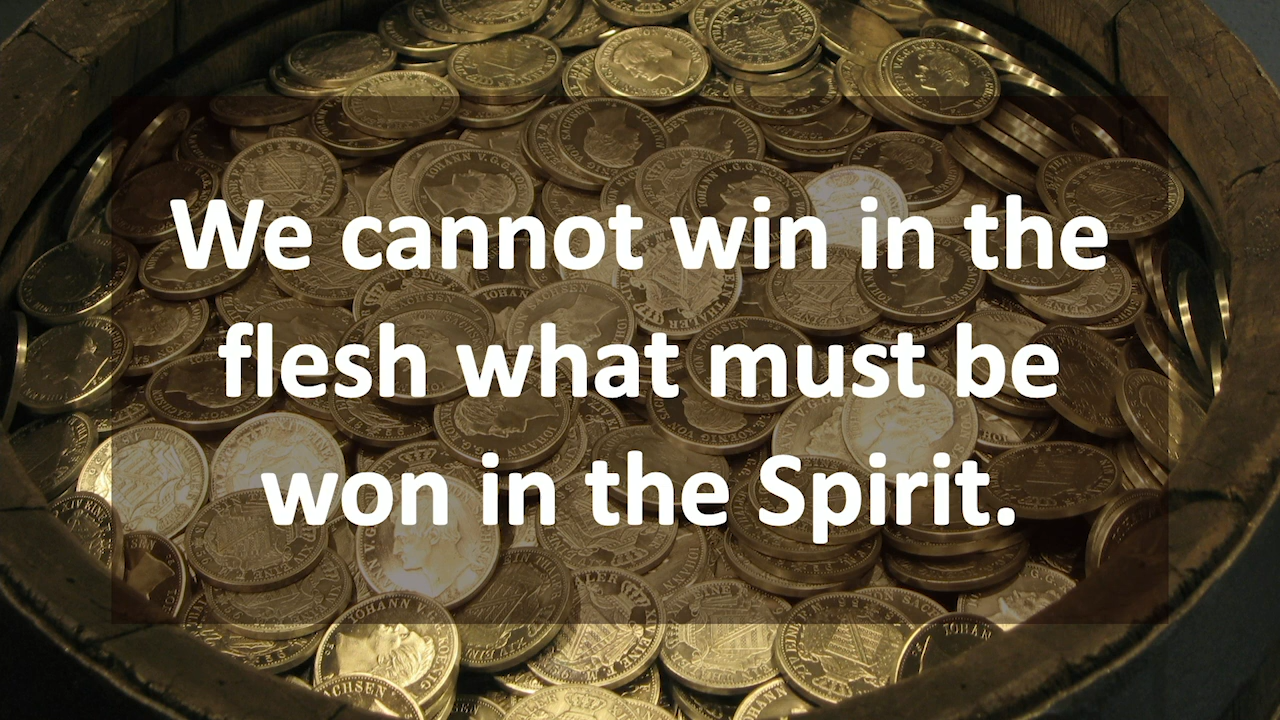 We cannot win in the
flesh what must be
won in the Spirit.